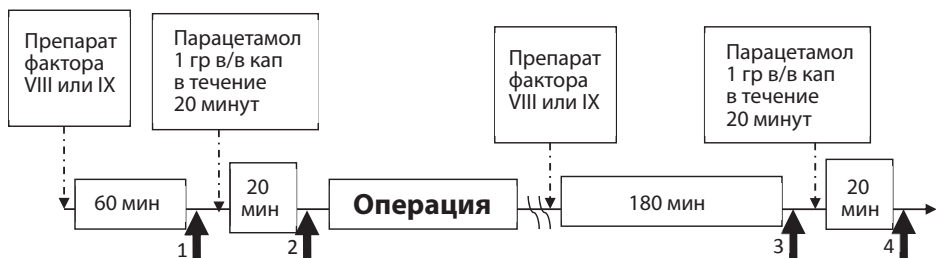 Препарат
фактора
VIII или IX
Парацетамол
1 гр в/в кап
в течение
20 минут
Препарат
фактора
VIII или IX
Парацетамол
1 гр в/в кап
в течение
20 минут
60 мин
20
мин
Операция
180 мин
20
мин
1
2
3
4